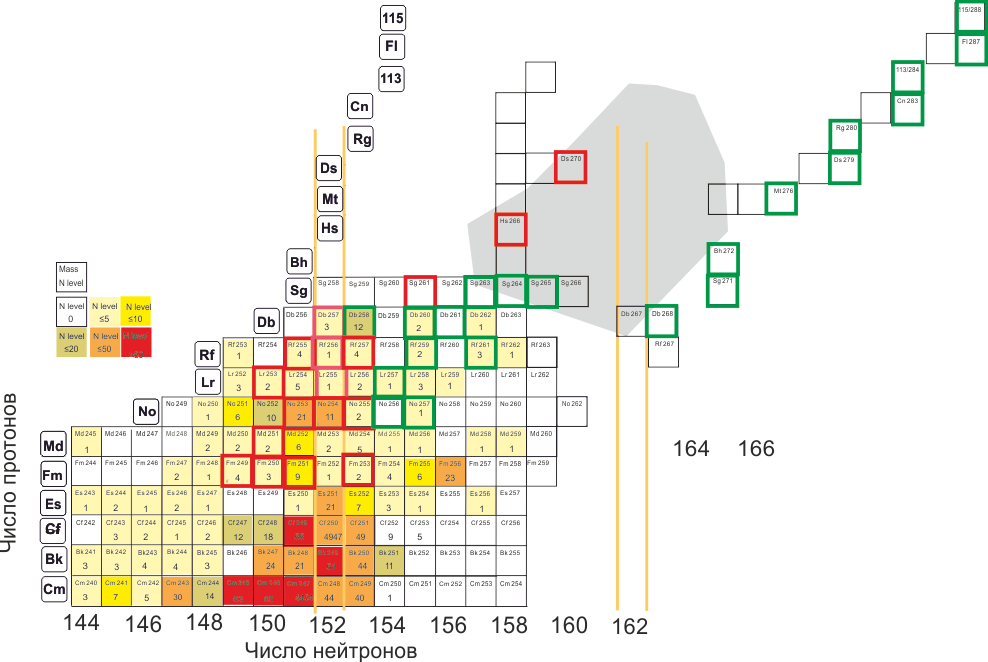 115
Fl
113
Cn
Rg
Ds
Mt
Hs
Bh
Sg
Db
Rf
Lr
No
Md
Fm
Es
Cf
Bk
Cm
Число протонов
Mass
N level
N level 0
N level ≤5
N level ≤10
N level ≤20
N level ≤50
N level
115/288
Fl 287
113/284
Cn 283
Rg 280
Ds 279
Ds 270
Mt 276
Hs 266
Bh 272
Sg 258 Sg 259 Sg 260 Sg 261 Sg 262 Sg 263 Sg 264 Sg 265 Sg 266 Sg 271
Db 256 Db 257 Db 258 Db 260 Db 261 Db 262 Db 263 Db 267 Db 268
3 12 2 1
Rf 253 Rf 254 Rf 255 Rf 256 Rf 257 Rf 259 Rf 260 Rf 261 Rf 262 Rf 263 Rf 267
1 4 1 4 2 3 1
Lr 252 Lr 253 Lr 254 Lr 255 Lr 256 Lr 257 Lr 258 Lr 259 Lr 260 Lr 261 Lr 262
3 2 5 1 2 1 3 1
No 249 No 250 No 251 No 252 No 253 No 254 No 255 No 256 No 257 No 258 No 259 No 260 No 262
1 6 10 21 11 2 1
Md 245 Md 246 Md 247 Md 248 Md 249 Md 250 Md 251 Md 252 Md 253 Md 254 Md 255 Md 256 Md 257 Md 258 Md 259 Md 260
1 2 2 2 6 2 5 1 1 1 1
Fm 244 Fm 245 Fm 246 Fm 247 Fm 248 Fm 249 Fm 250 Fm 251 Fm 252 Fm 253 Fm 254 Fm 255 Fm 256 Fm 257 Fm 258 Fm 259
2 1 4 3 9 1 2 4 6 23
Es 243 Es 244 Es 245 Es 246 Es 247 Es 248 Es 249 Es 250 Es 251 Es 252 Es 253 Es 254 Es 255 Es 256 Es 257
1 2 1 2 1 1 21 7 3 1 1
Cf 242 Cf 243 Cf 244 Cf 245 Cf 246 Cf 247 Cf 248 Cf 249 Cf 250 Cf 251 Cf 252 Cf 253 Cf 254 Cf 255 Cf 256
3 2 1 2 12 18 4947 49 9 5
Bk 241 Bk 242 Bk 243 Bk 244 Bk 245 Bk 246 Bk 247 Bk 248 Bk 249 Bk 250 Bk 251
3 3 4 4 3 24 21 44 11
Cm 240 Cm 241 Cm 242 Cm 243 Cm 244 Cm 245 Cm 246 Cm 247 Cm 248 Cm 249 Cm 250 Cm 251 Cm 252 Cm 253 Cm 254
3 7 5 30 14 44 40 1
144 146 148 150 152 154 156 158 160 162 164 166
Число нейтронов